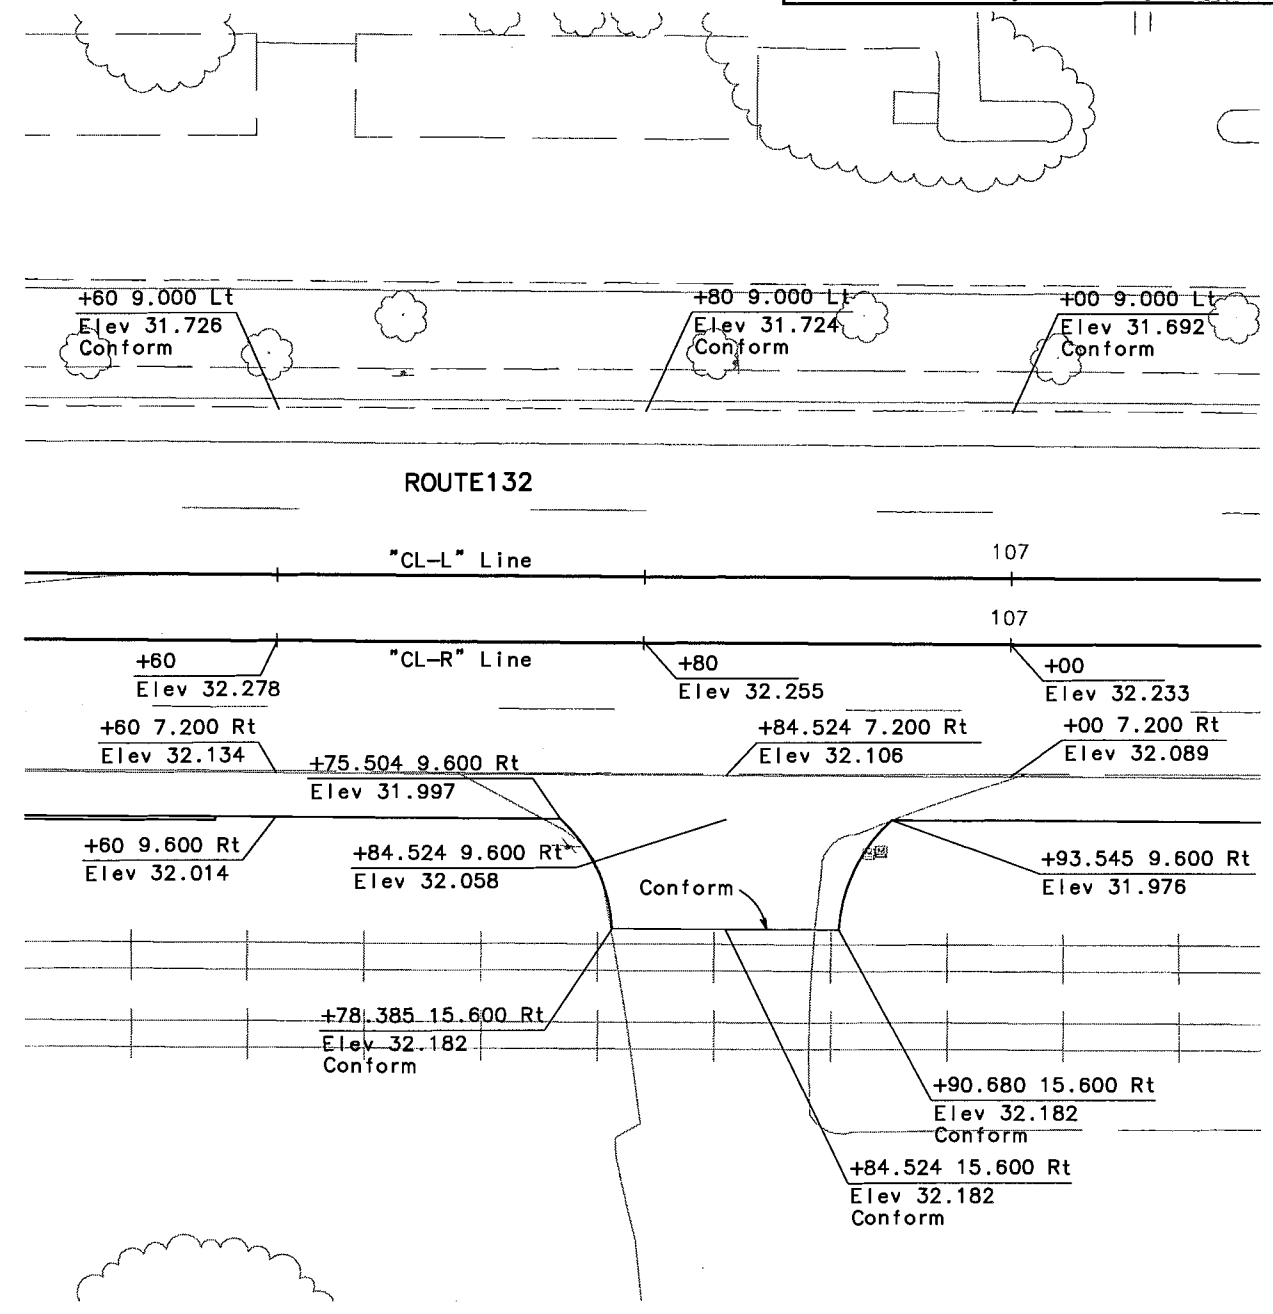 +60 9.000 Lt
Elev 31.726
Conform
+80 9.000 Lt
Elev 31.724
Conform
+00 9.000 Lt
Elev 31.692
Conform
ROUTE132
"CL-L" Line
107
107
"CL-R" Line
+60
Elev 32.278
+80
Elev 32.255
+00
Elev 32.233
+60 7.200 Rt
Elev 32.134
+84.524 7.200 Rt
Elev 32.106
+00 7.200 Rt
Elev 32.089
+75.504 9.600 Rt
Elev 31.997
+60 9.600 Rt
Elev 32.014
+84.524 9.600 Rt
Elev 32.058
+93.545 9.600 Rt
Elev 31.976
Conform
+78.385 15.600 Rt
Elev 32.182
Conform
+90.680 15.600 Rt
Elev 32.182
Conform
+84.524 15.600 Rt
Elev 32.182
Conform